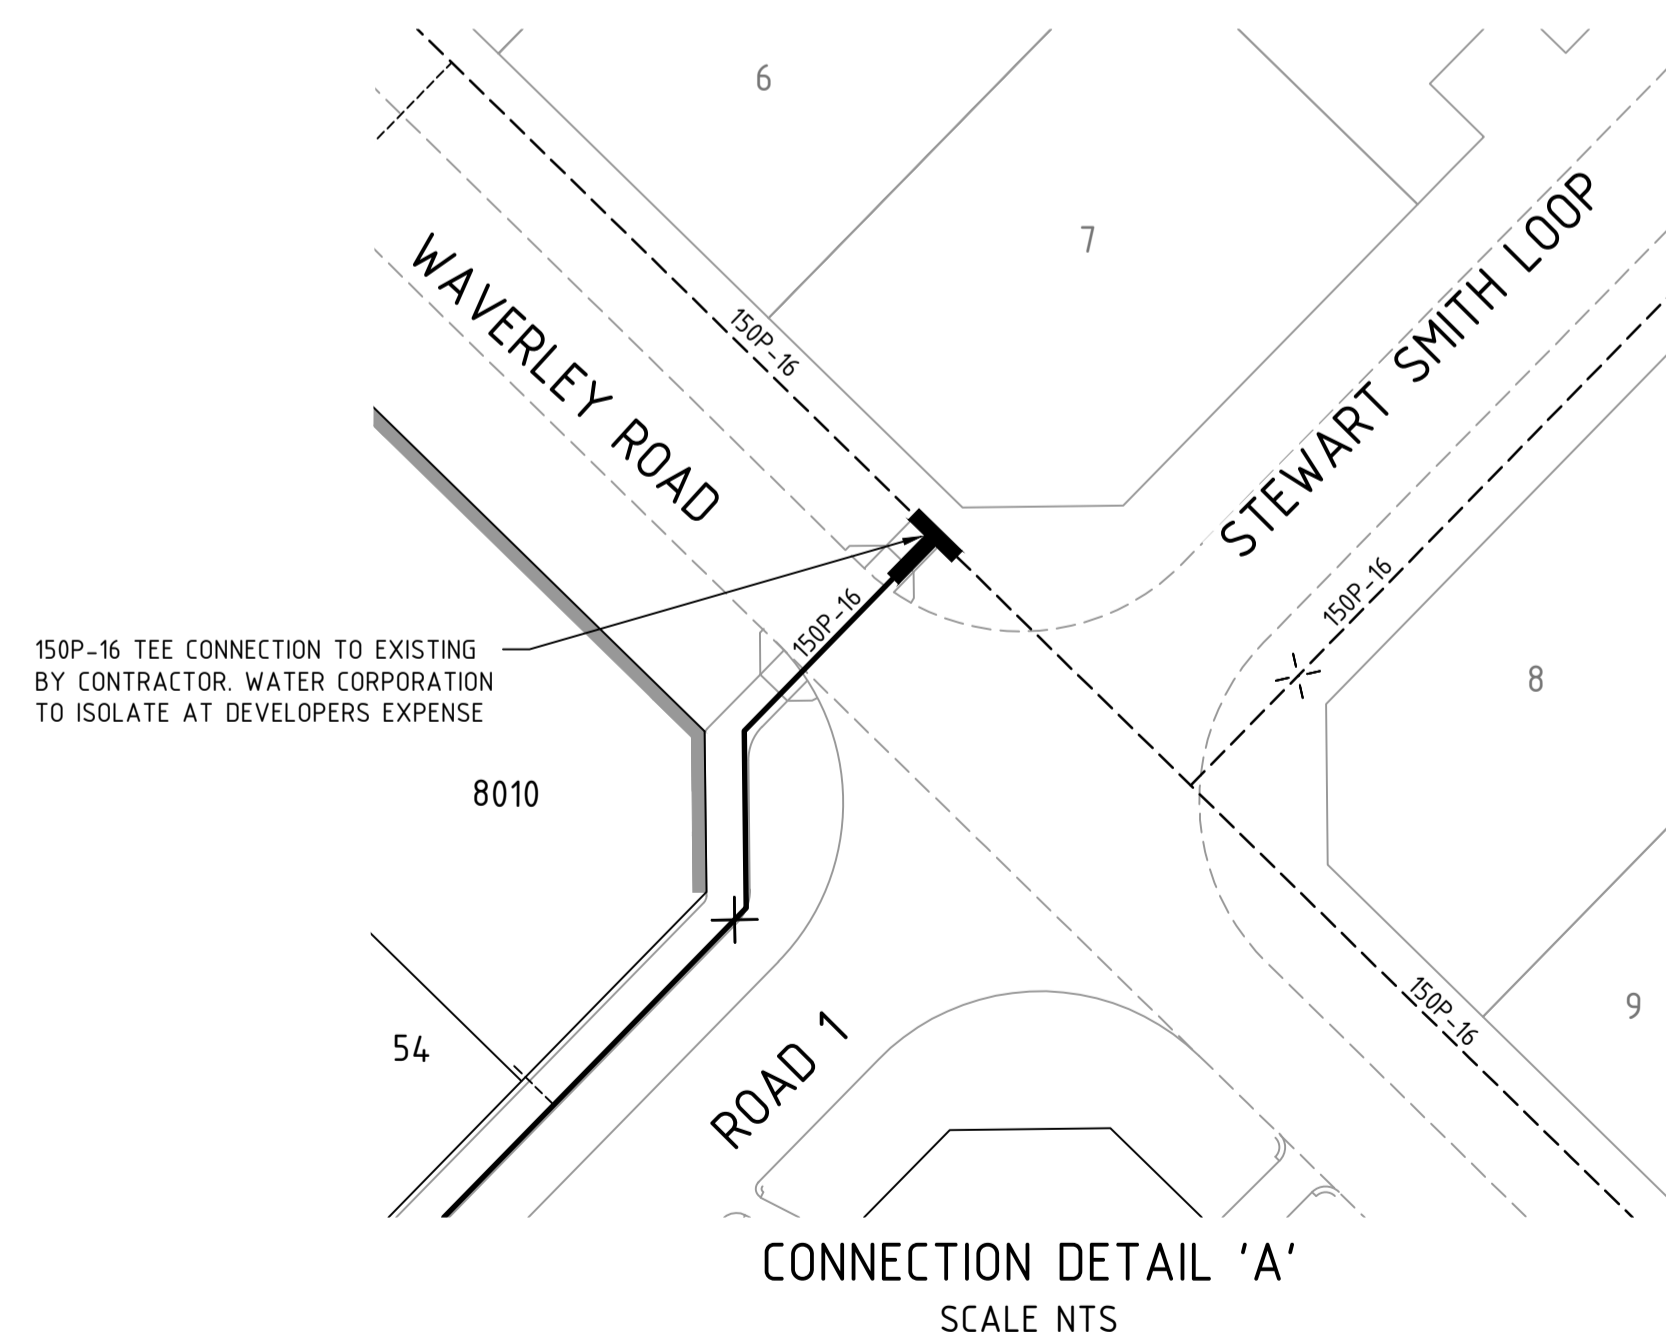 6
7
WAVERLEY ROAD
STEWART SMITH LOOP
150P-16
150P-16
150P-16
150P-16 TEE CONNECTION TO EXISTING
BY CONTRACTOR. WATER CORPORATION
TO ISOLATE AT DEVELOPERS EXPENSE
8
8010
150P-16
9
54
ROAD 1
CONNECTION DETAIL 'A'
SCALE NTS